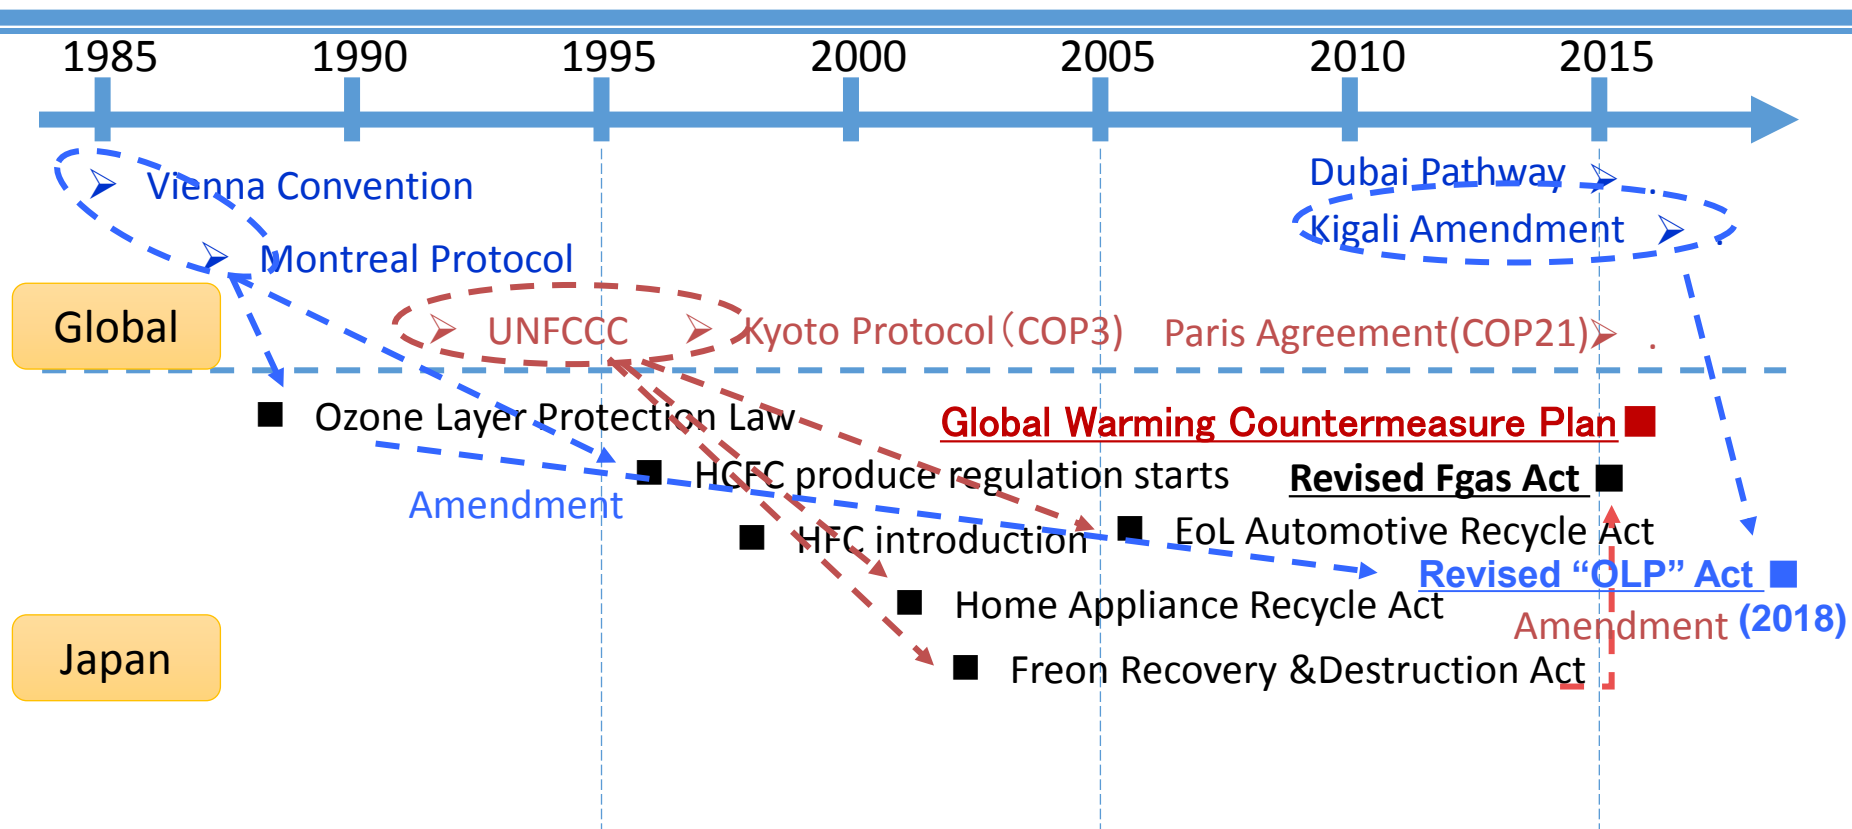 1985 1990 1995 2000 2005 2010 2015
Vienna Convention
Dubai Pathway .
Kigali Amendment .
Montreal Protocol
Global
UNFCCC
Kyoto Protocol（COP3)
Paris Agreement(COP21) .
Ozone Layer Protection Law
Global Warming Countermeasure Plan
HCFC produce regulation starts
Revised Fgas Act
Amendment
HFC introduction
EoL Automotive Recycle Act
Revised “OLP” Act
(2018)
Home Appliance Recycle Act
Amendment
Japan
Freon Recovery &Destruction Act